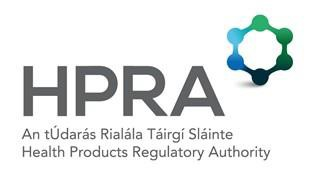 HPRA
An tÚdarás Rialála Táirgí Sláinte
Health Products Regulatory Authority